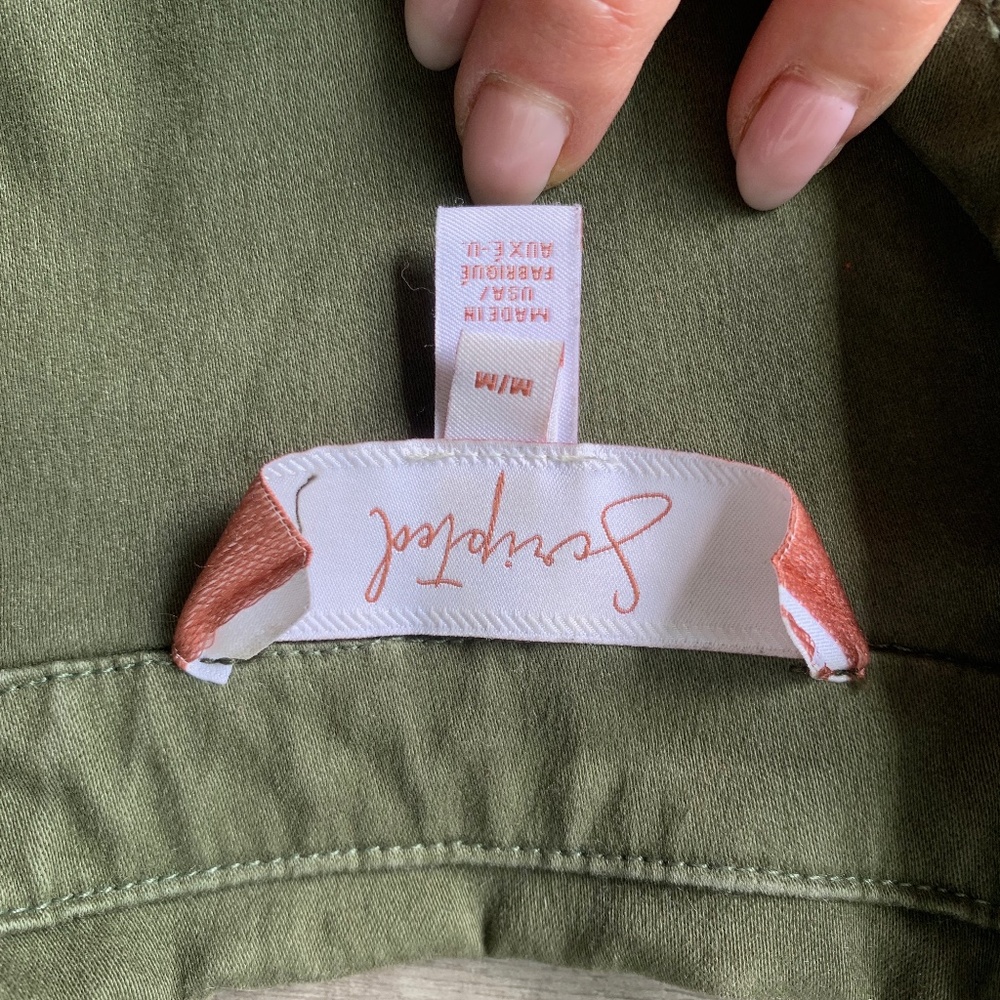 Scripted
M/M
MADE IN
USA/
FABRIQUÉ
AUX É-U.